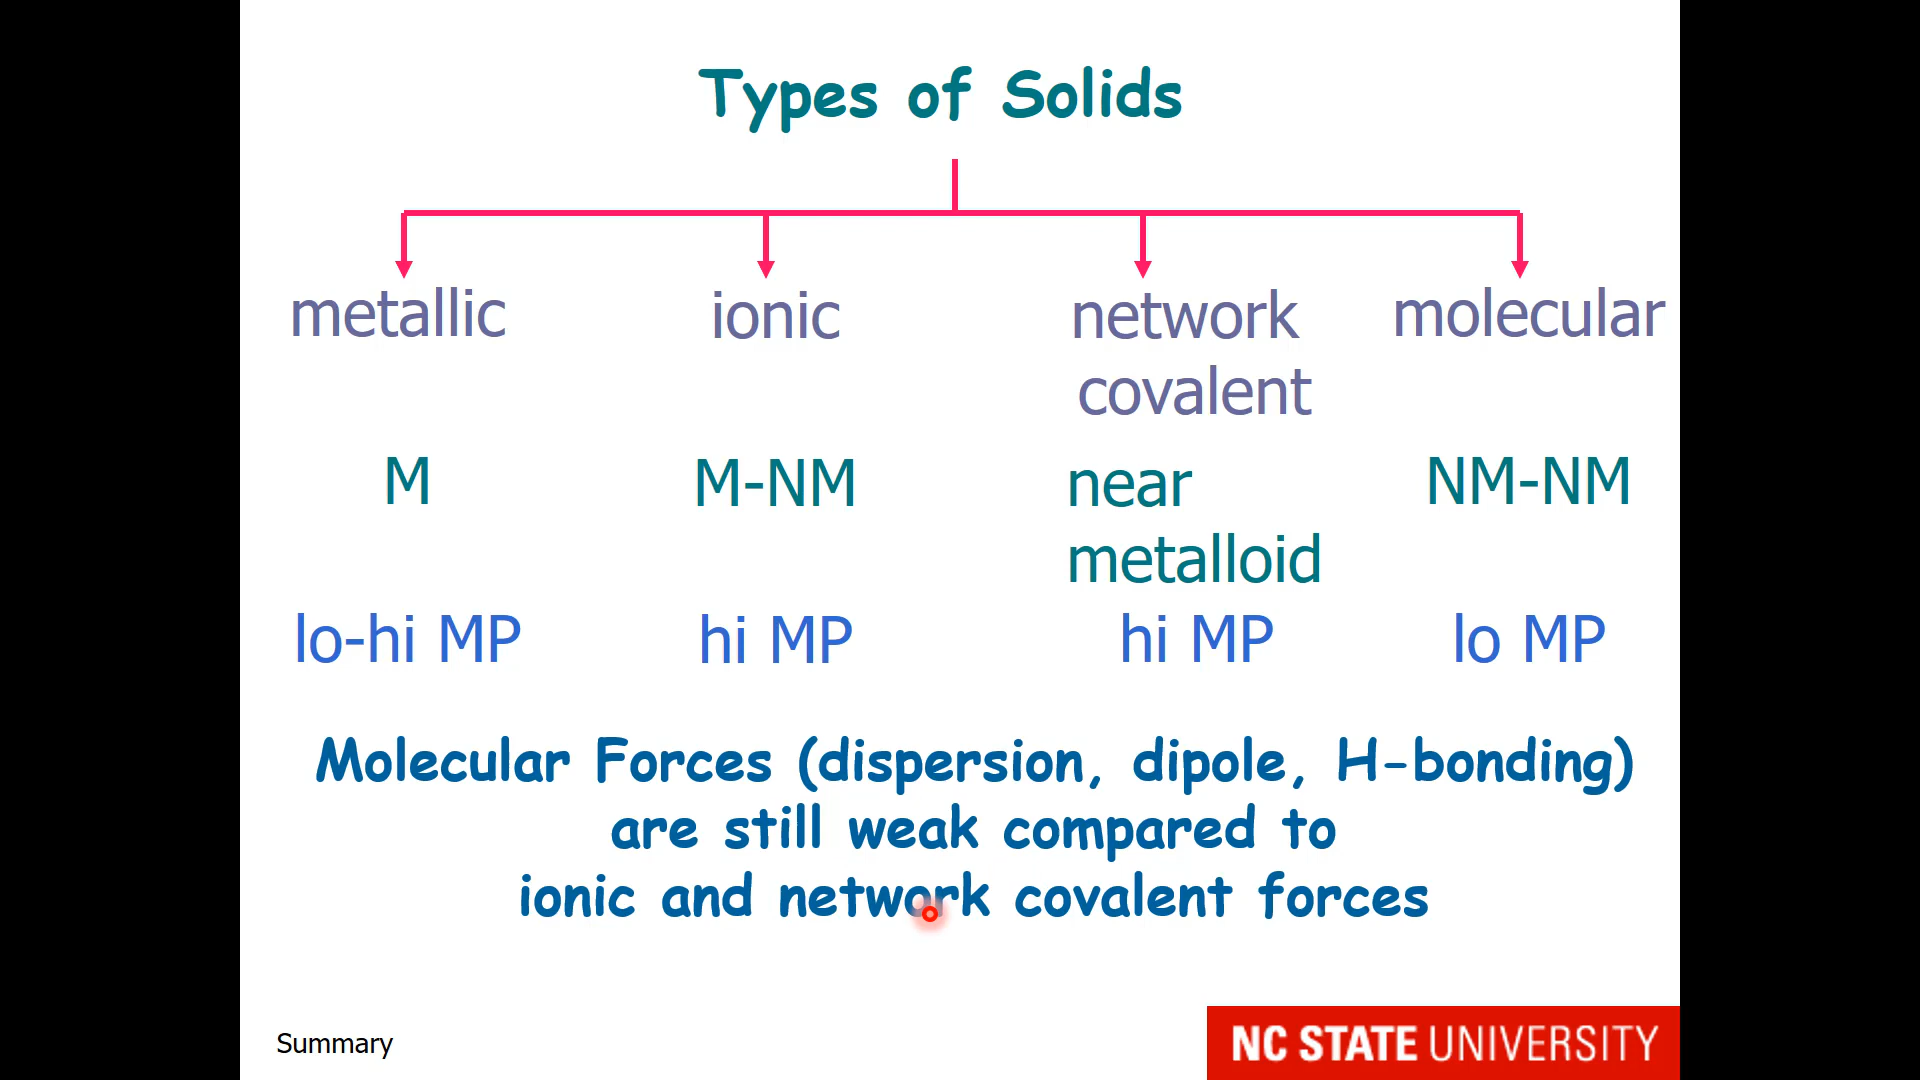 Types of Solids
metallic ionic network molecular
covalent
M M-NM near NM-NM
metalloid
lo-hi MP hi MP hi MP lo MP
Molecular Forces (dispersion, dipole, H-bonding)
are still weak compared to
ionic and network covalent forces
Summary
NC STATE UNIVERSITY